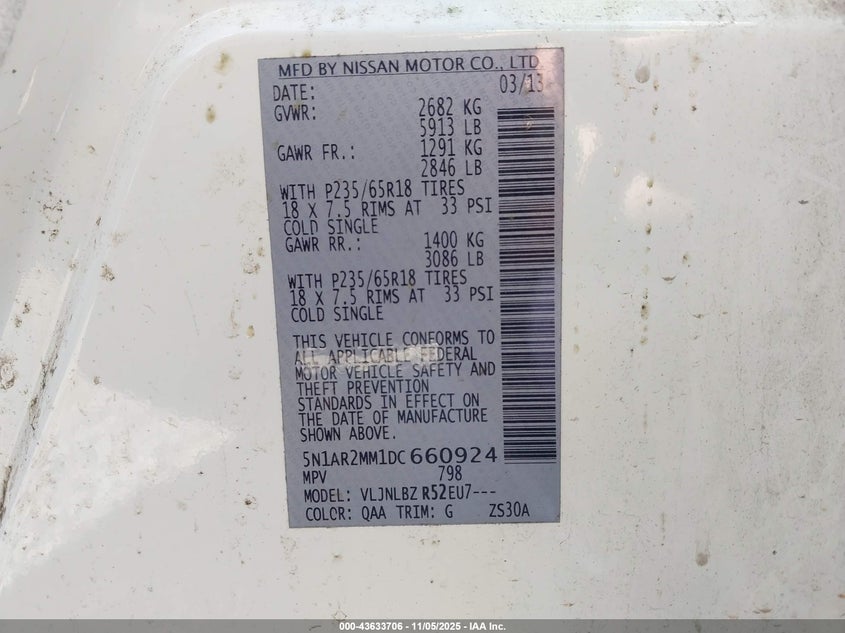 MFD BY NISSAN MOTOR CO., LTD.
DATE: 03/13
GVWR: 2682 KG
5913 LB
GAWR FR.: 1291 KG
2846 LB
WITH P235/65R18 TIRES
18 X 7.5 RIMS AT 33 PSI
COLD SINGLE
GAWR RR.: 1400 KG
3086 LB
WITH P235/65R18 TIRES
18 X 7.5 RIMS AT 33 PSI
COLD SINGLE
THIS VEHICLE CONFORMS TO
ALL APPLICABLE FEDERAL
MOTOR VEHICLE SAFETY AND
THEFT PREVENTION
STANDARDS IN EFFECT ON
THE DATE OF MANUFACTURE
SHOWN ABOVE.
5N1AR2MM1DC660924
MPV 798
MODEL: VLJNLBZ R52EU7---
COLOR: QAA TRIM: G ZS30A
000-43633706 - 11/05/2025 - IAA Inc.